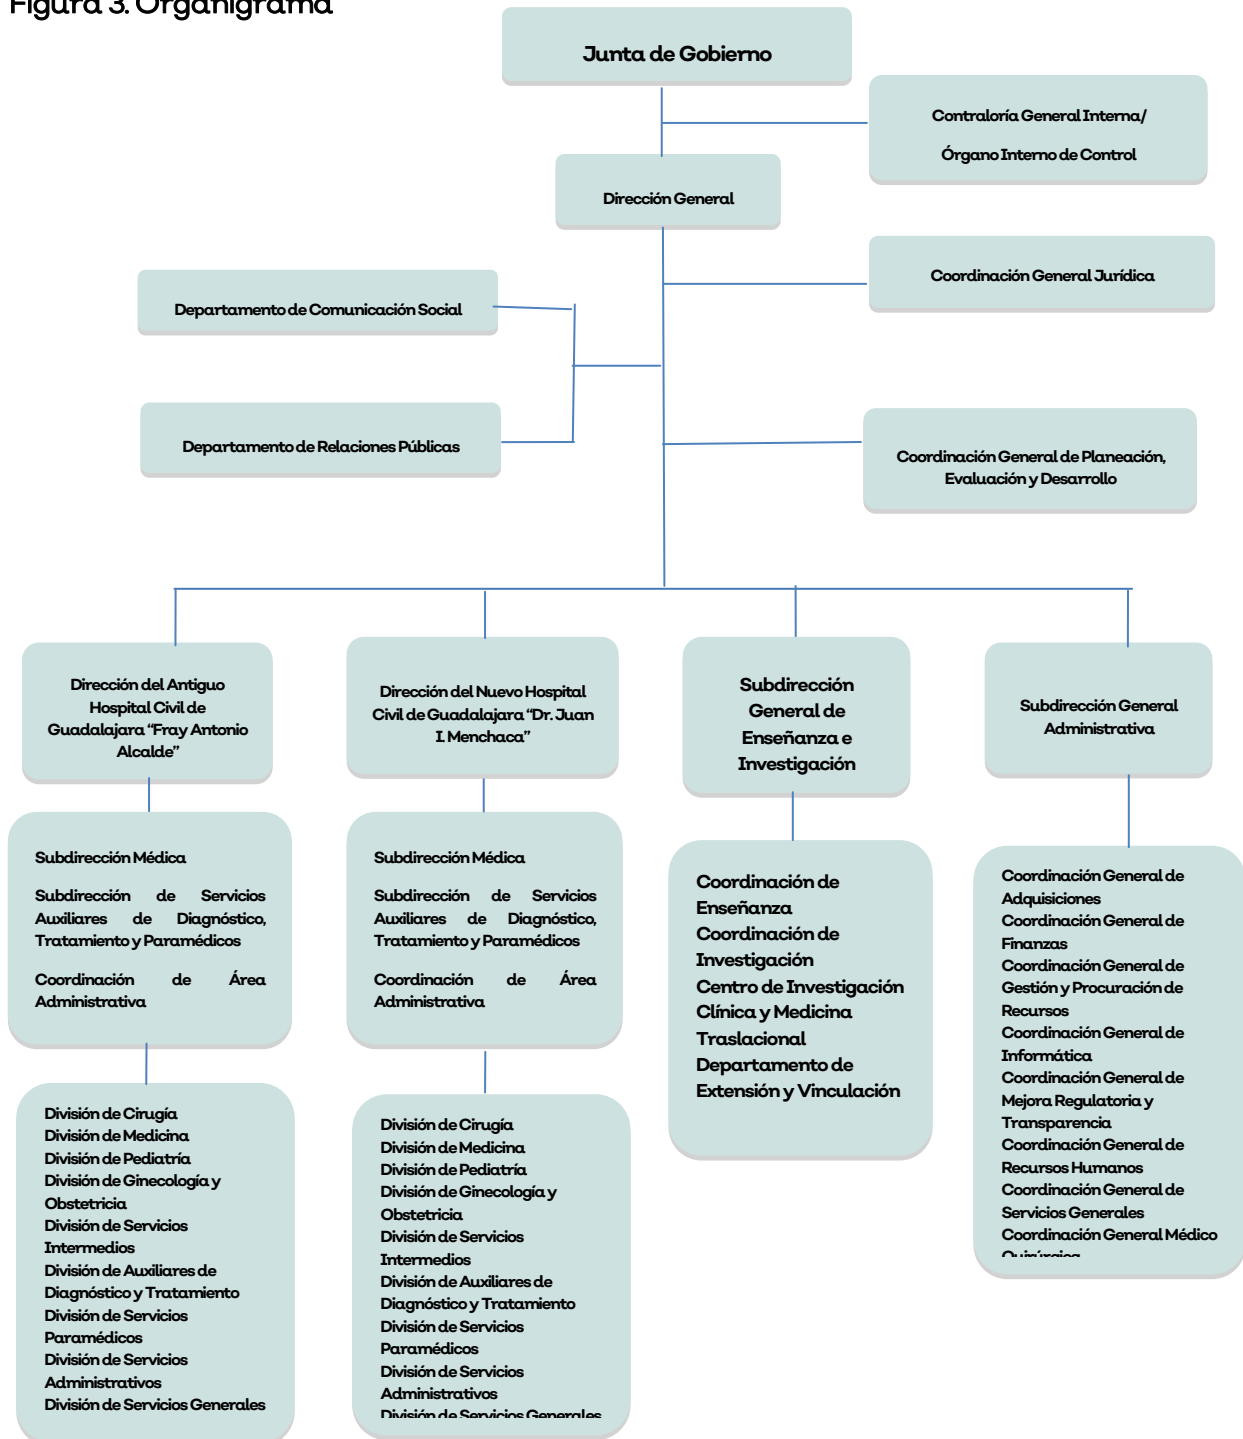 Figura 3. Organigrama
Junta de Gobierno
Contraloría General Interna/
Órgano Interno de Control
Dirección General
Coordinación General Jurídica
Departamento de Comunicación Social
Departamento de Relaciones Públicas
Coordinación General de Planeación,
Evaluación y Desarrollo
Dirección del Antiguo
Hospital Civil de
Guadalajara “Fray Antonio
Alcalde”
Dirección del Nuevo Hospital
Civil de Guadalajara “Dr. Juan
I. Menchaca”
Subdirección
General de
Enseñanza e
Investigación
Subdirección General
Administrativa
Subdirección Médica
Subdirección de Servicios
Auxiliares de Diagnóstico,
Tratamiento y Paramédicos
Coordinación de Área
Administrativa
Subdirección Médica
Subdirección de Servicios
Auxiliares de Diagnóstico,
Tratamiento y Paramédicos
Coordinación de Área
Administrativa
Coordinación de
Enseñanza
Coordinación de
Investigación
Centro de Investigación
Clínica y Medicina
Traslacional
Departamento de
Extensión y Vinculación
Coordinación General de
Adquisiciones
Coordinación General de
Finanzas
Coordinación General de
Gestión y Procuración de
Recursos
Coordinación General de
Informática
Coordinación General de
Mejora Regulatoria y
Transparencia
Coordinación General de
Recursos Humanos
Coordinación General de
Servicios Generales
Coordinación General Médico
Quirúrgica
División de Cirugía
División de Medicina
División de Pediatría
División de Ginecología y
Obstetricia
División de Servicios
Intermedios
División de Auxiliares de
Diagnóstico y Tratamiento
División de Servicios
Paramédicos
División de Servicios
Administrativos
División de Servicios Generales
División de Cirugía
División de Medicina
División de Pediatría
División de Ginecología y
Obstetricia
División de Servicios
Intermedios
División de Auxiliares de
Diagnóstico y Tratamiento
División de Servicios
Paramédicos
División de Servicios
Administrativos
División de Servicios Generales